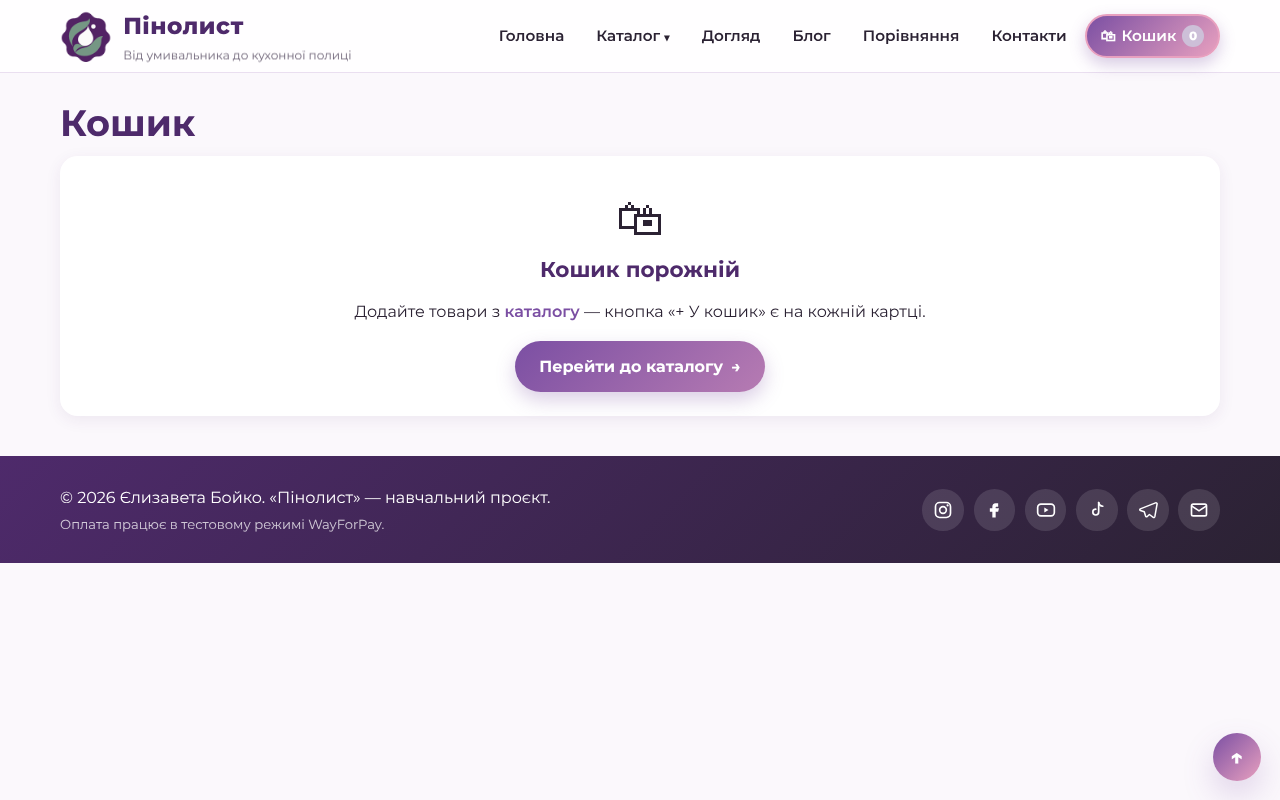 Пінолист
Від умивальника до кухонної полиці
Головна
Каталог ▾
Догляд
Блог
Порівняння
Контакти
🛍 Кошик 0
Кошик
Кошик порожній
Додайте товари з каталогу — кнопка «+ У кошик» є на кожній картці.
Перейти до каталогу →
© 2026 Єлизавета Бойко. «Пінолист» — навчальний проєкт.
Оплата працює в тестовому режимі WayForPay.